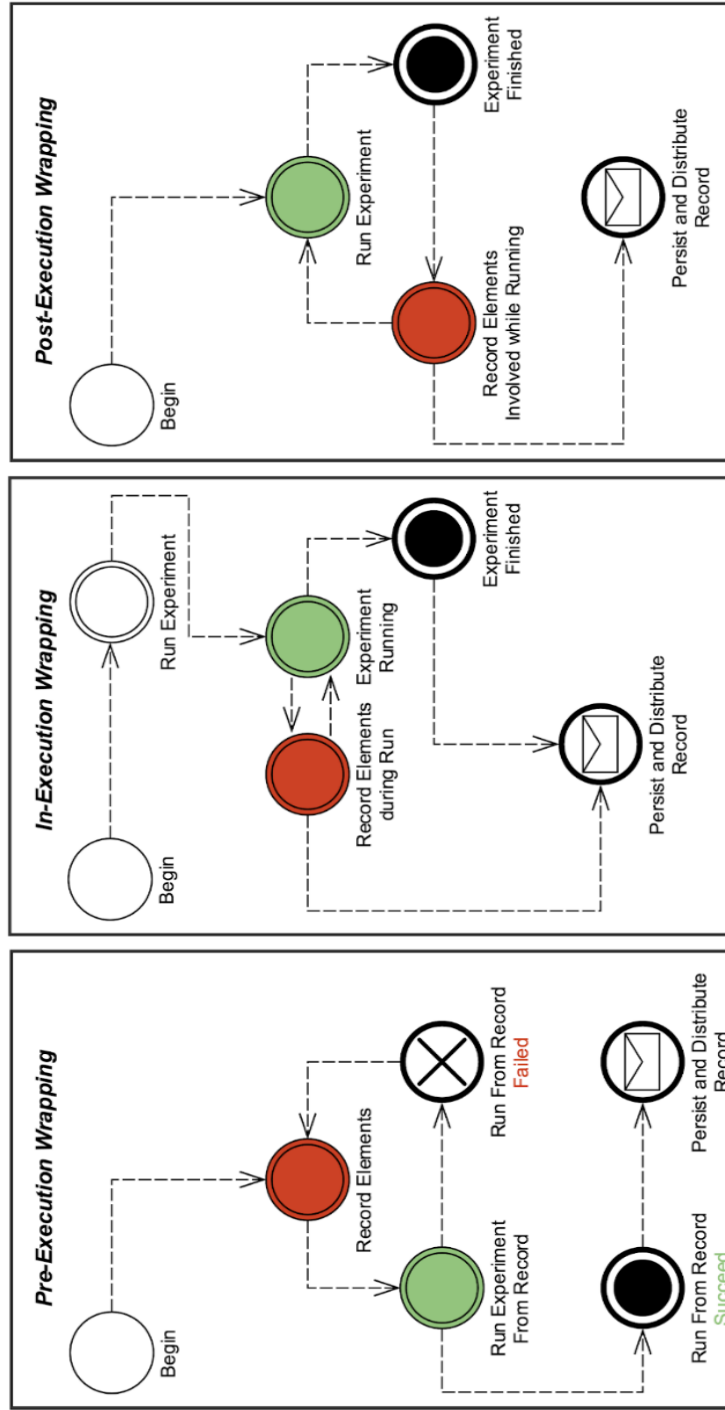 Pre-Execution Wrapping
Begin
Record Elements
Run Experiment
From Record
Run From Record
Failed
Run From Record
Succeed
Persist and Distribute
Record
In-Execution Wrapping
Begin
Run Experiment
Record Elements
during Run
Experiment
Running
Experiment
Finished
Persist and Distribute
Record
Post-Execution Wrapping
Begin
Run Experiment
Record Elements
Involved while Running
Experiment
Finished
Persist and Distribute
Record